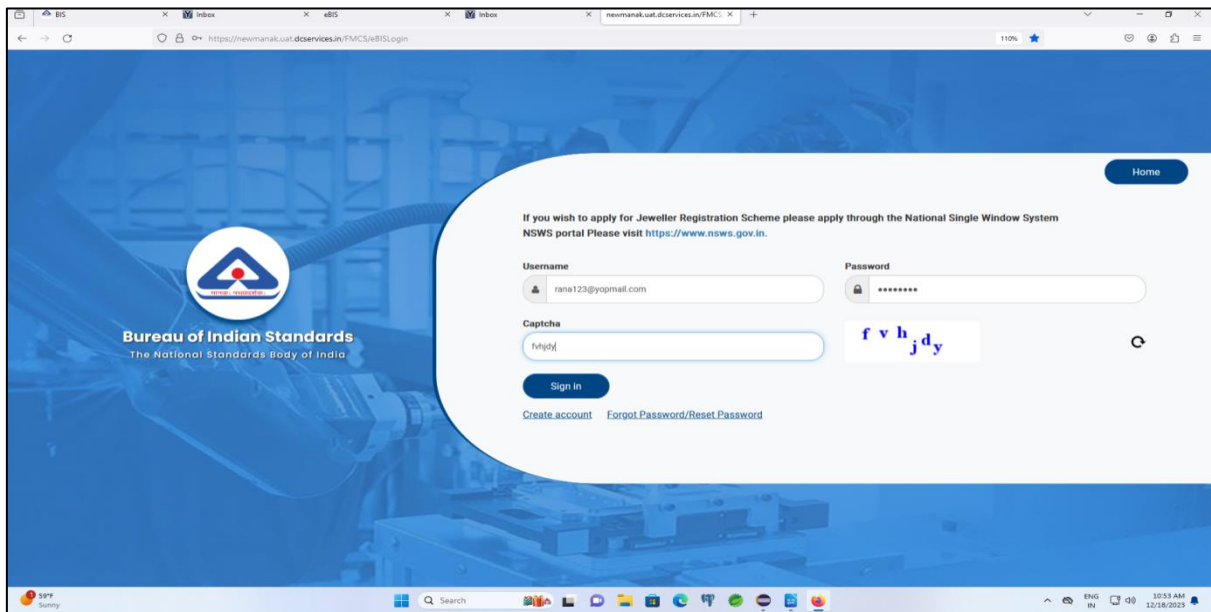 BIS
Inbox
eBIS
Inbox
newmanak.uat.dcservices.in/FMCS
https://newmanak.uat.dcservices.in/FMCS/eBISLogin
110%
Home
If you wish to apply for Jeweller Registration Scheme please apply through the National Single Window System
NSWS portal Please visit https://www.nsws.gov.in.
Username
Password
rana123@yopmail.com
Captcha
fvhjdy
f v h j d y
मानकः पथप्रदर्शकः
Bureau of Indian Standards
The National Standards Body of India
Sign in
Create account Forgot Password/Reset Password
59°F
Sunny
Search
ENG
IN
10:53 AM
12/18/2023